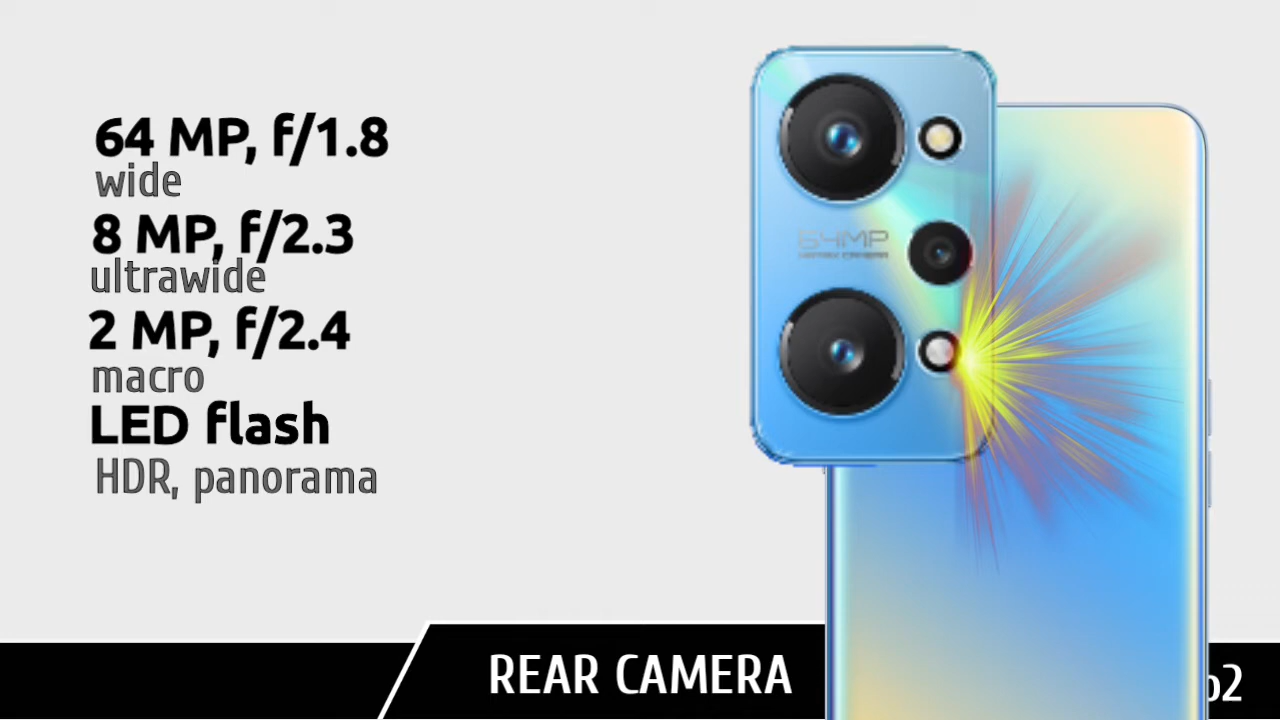 64 MP, f/1.8
wide
8 MP, f/2.3
ultrawide
2 MP, f/2.4
macro
LED flash
HDR, panorama
64MP
REAR CAMERA